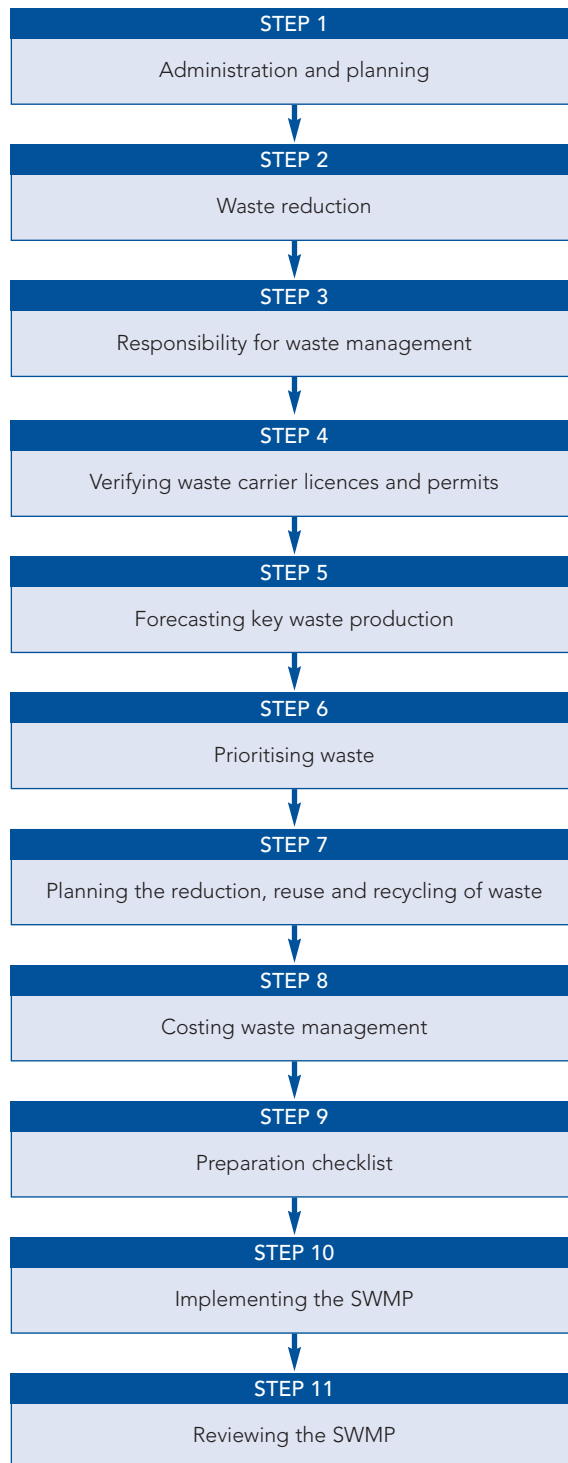 STEP 1
Administration and planning
STEP 2
Waste reduction
STEP 3
Responsibility for waste management
STEP 4
Verifying waste carrier licences and permits
STEP 5
Forecasting key waste production
STEP 6
Prioritising waste
STEP 7
Planning the reduction, reuse and recycling of waste
STEP 8
Costing waste management
STEP 9
Preparation checklist
STEP 10
Implementing the SWMP
STEP 11
Reviewing the SWMP